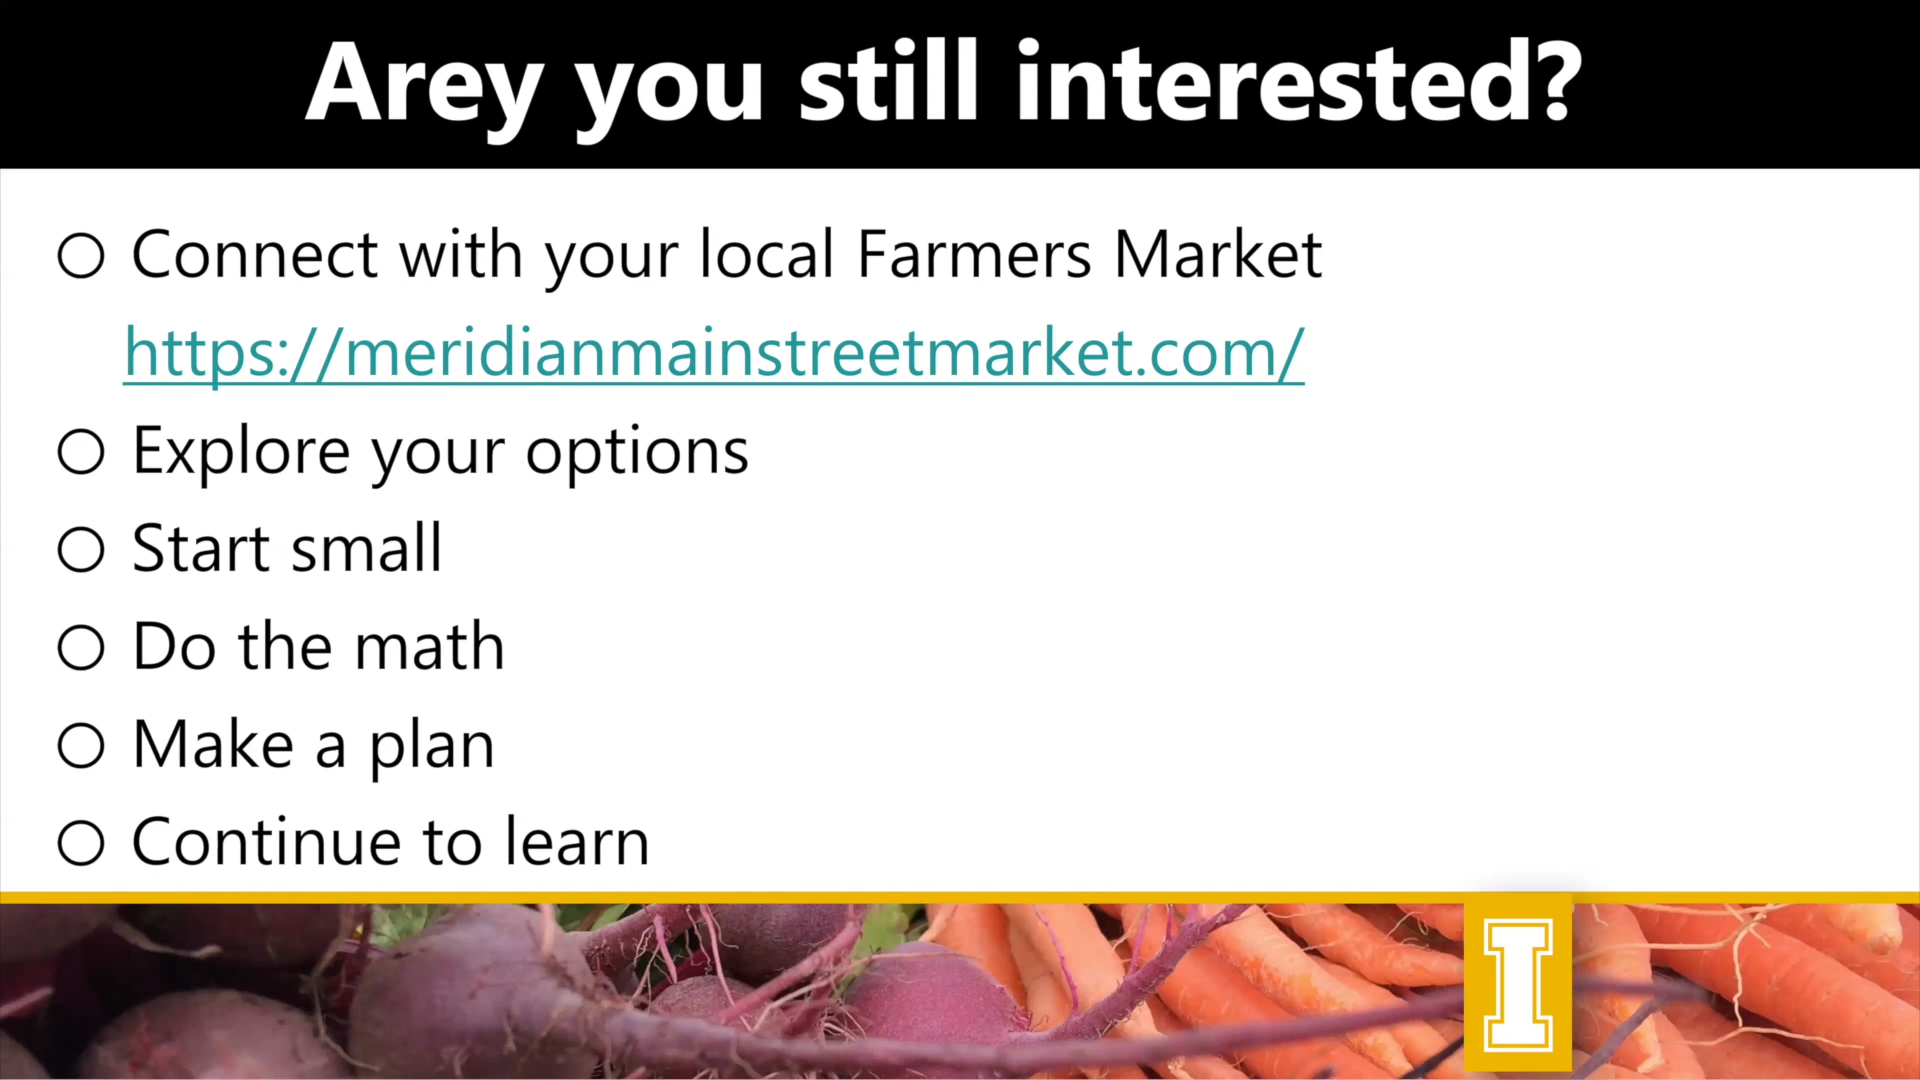 Arey you still interested?
Connect with your local Farmers Market
https://meridianmainstreetmarket.com/
Explore your options
Start small
Do the math
Make a plan
Continue to learn
I